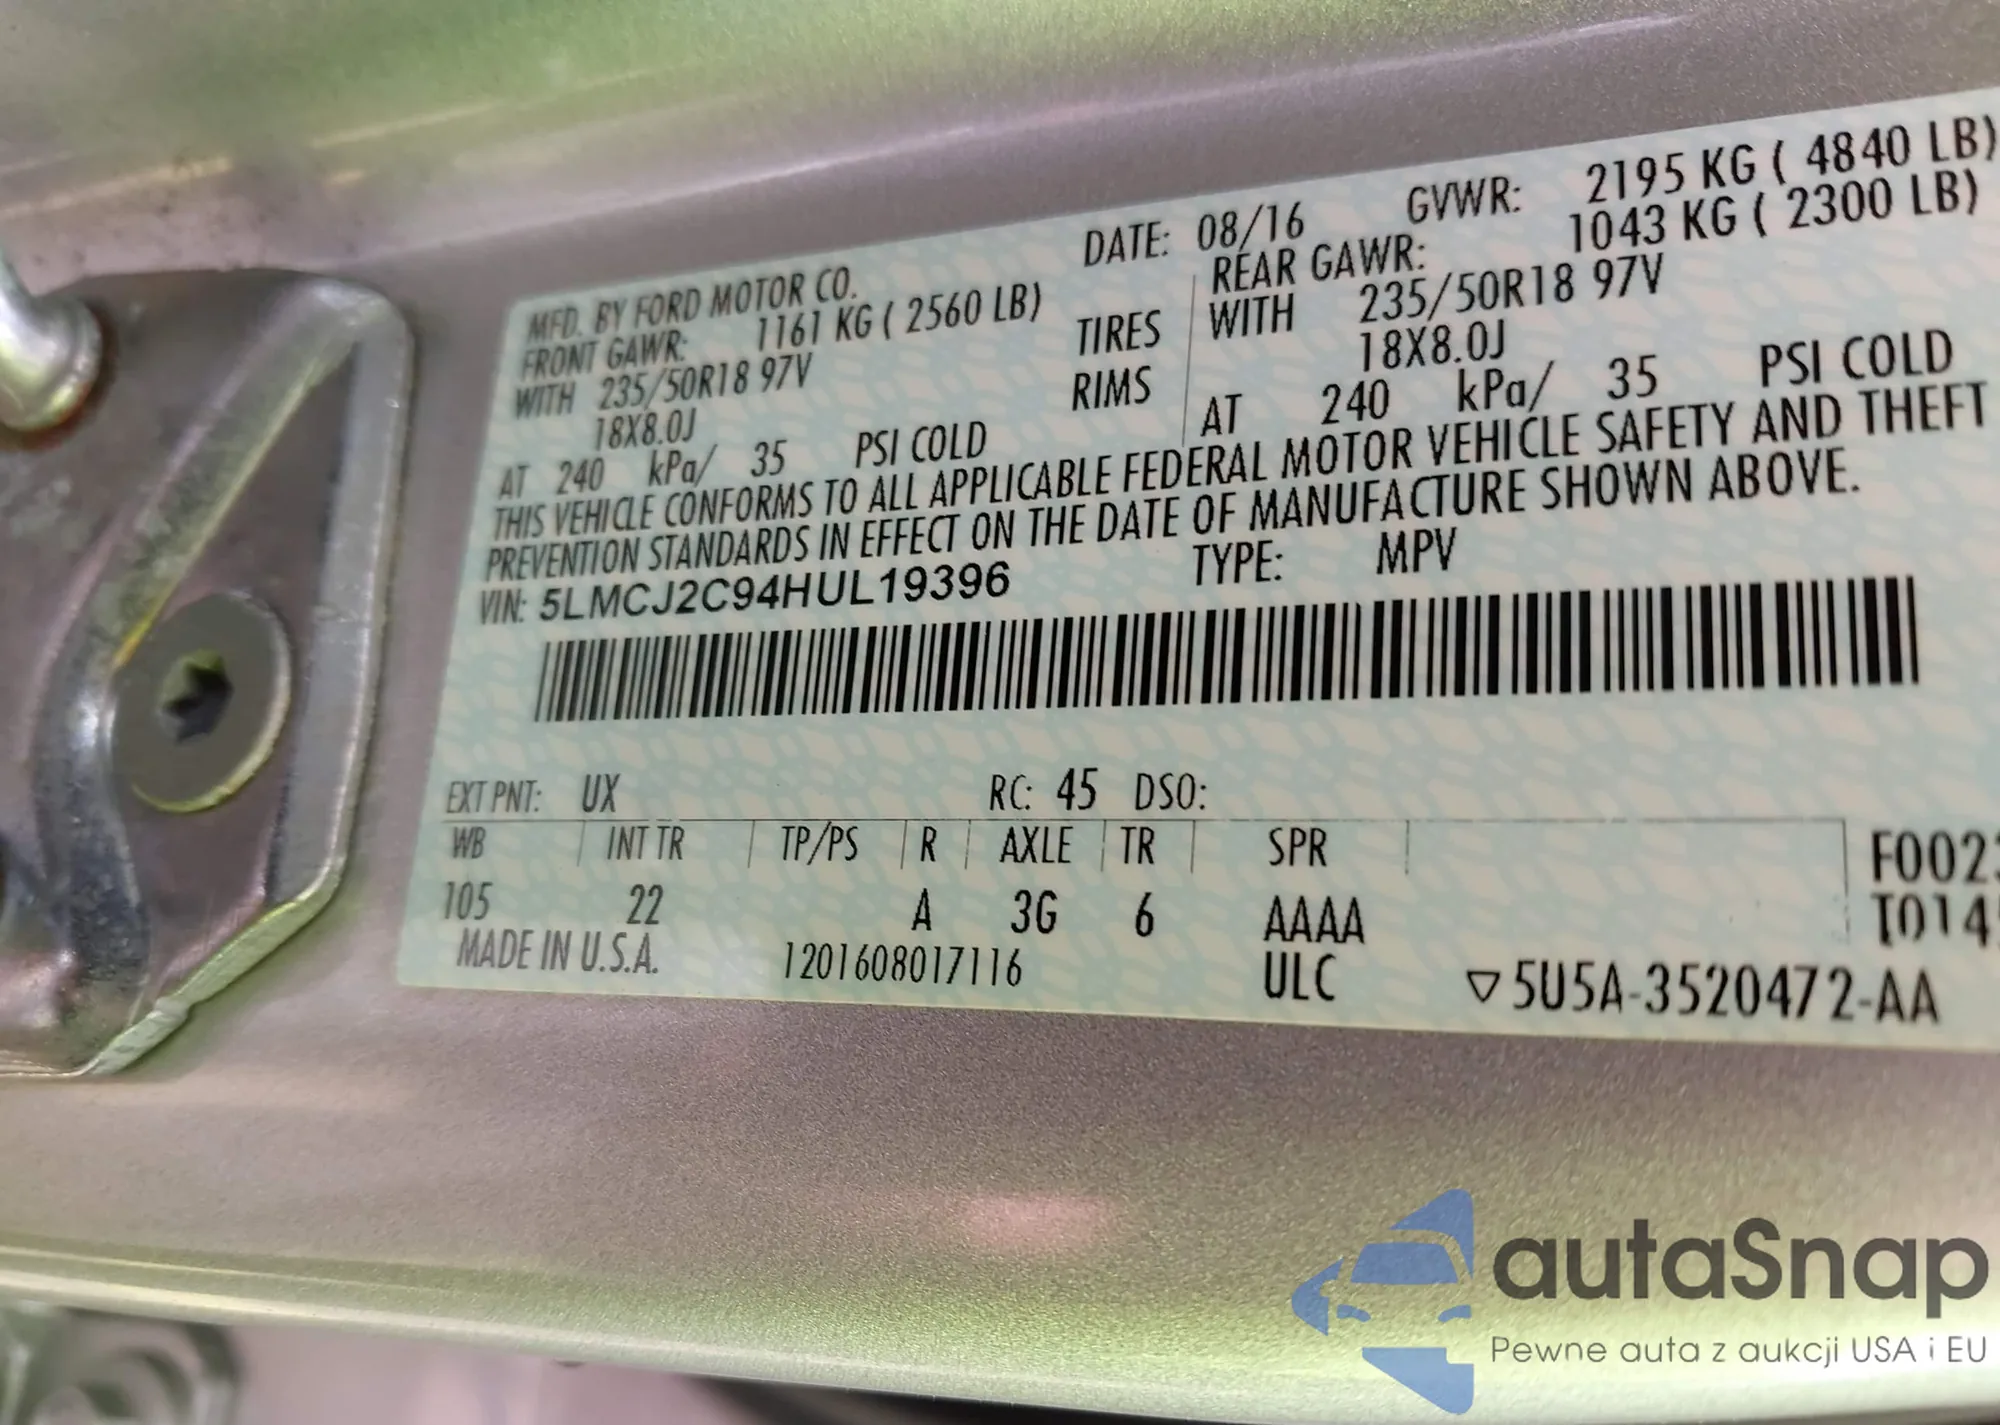 MFD. BY FORD MOTOR CO. DATE: 08/16 GVWR: 2195 KG ( 4840 LB)
FRONT GAWR: 1161 KG ( 2560 LB) REAR GAWR: 1043 KG ( 2300 LB)
WITH 235/50R18 97V TIRES WITH 235/50R18 97V
18X8.0J RIMS 18X8.0J
AT 240 kPa/ 35 PSI COLD AT 240 kPa/ 35 PSI COLD
THIS VEHICLE CONFORMS TO ALL APPLICABLE FEDERAL MOTOR VEHICLE SAFETY AND THEFT
PREVENTION STANDARDS IN EFFECT ON THE DATE OF MANUFACTURE SHOWN ABOVE.
VIN: 5LMCJ2C94HUL19396 TYPE: MPV
EXT PNT: UX RC: 45 DSO:
WB INT TR TP/PS R AXLE TR SPR
105 22 A 3G 6 AAAA
MADE IN U.S.A. 1201608017116 ULC ▽5U5A-3520472-AA
autaSnap
Pewne auta z aukcji USA i EU